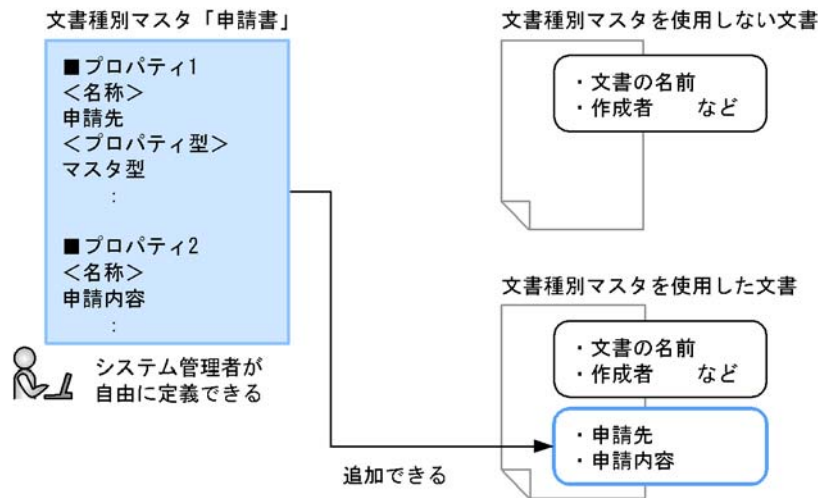 文書種別マスタ「申請書」
■プロパティ1
<名称>
申請先
<プロパティ型>
マスタ型
:
■プロパティ2
<名称>
申請内容
:
システム管理者が
自由に定義できる
文書種別マスタを使用しない文書
・文書の名前
・作成者　　など
文書種別マスタを使用した文書
・文書の名前
・作成者　　など
・申請先
・申請内容
追加できる